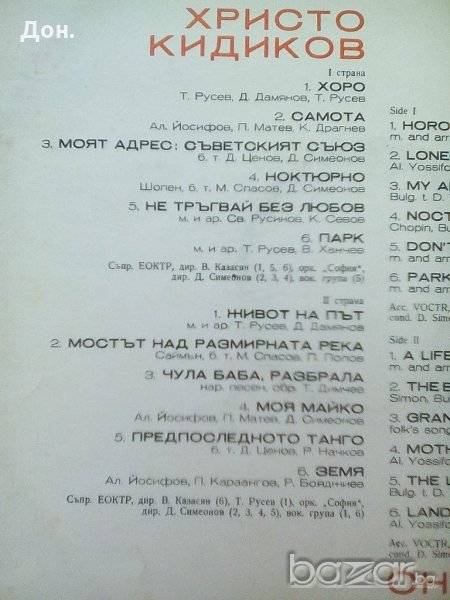 Дон.
ХРИСТО
КИДИКОВ
I страна
1. ХОРО
Т. Русев, Д. Дамянов, Т. Русев
2. САМОТА
Ал. Йосифов, П. Матев, К. Драгнев
3. МОЯТ АДРЕС: СЪВЕТСКИЯТ СЪЮЗ
б. т. Д. Ценов, Д. Симеонов
4. НОКТЮРНО
Шопен, б. т. М. Спасов, Д. Симеонов
5. НЕ ТРЪГВАЙ БЕЗ ЛЮБОВ
м. и ар. Св. Русинов, К. Севов
6. ПАРК
м. и ар. Т. Русев, В. Ханчев
Съпр. ЕОКТР, дир. В. Казасян (1, 5, 6), орк. „София“,
дир. Д. Симеонов (2, 3, 4), вок. група (5)
II страна
1. ЖИВОТ НА ПЪТ
м. и ар. Т. Русев, Д. Дамянов
2. МОСТЪТ НАД РАЗМИРНАТА РЕКА
Саймън, б. т. М. Спасов, П. Попов
3. ЧУЛА БАБА, РАЗБРАЛА
нар. песен, обр. Т. Димчев
4. МОЯ МАЙКО
Ал. Йосифов, П. Матев, Д. Симеонов
5. ПРЕДПОСЛЕДНОТО ТАНГО
б. т. Д. Ценов, Р. Начков
6. ЗЕМЯ
Ал. Йосифов, П. Караангов, Р. Бояджиев
Съпр. ЕОКТР, дир. В. Казасян (6), Т. Русев (1), орк. „София“,
дир. Д. Симеонов (2, 3, 4, 5), вок. група (1, 6)
Side I
1. HORO
m. and arr
2. LONE
Al. Yossifo
3. MY A
Bulg. t. D.
4. NOCT
Chopin, Bu
5. DON'T
m. and arr
6. PARK
m. and arr
Acc. VOCTR,
cond. D. Sime
Side II
1. A LIFE
m. and arr
2. THE B
Simon, Bu
3. GRAN
folk's song
4. MOTH
Al. Yossifo
5. THE L
Bulg. t. D.
6. LAND
Al. Yossifo
Acc. VOCTR,
cond. D. Sim
bazar.bg